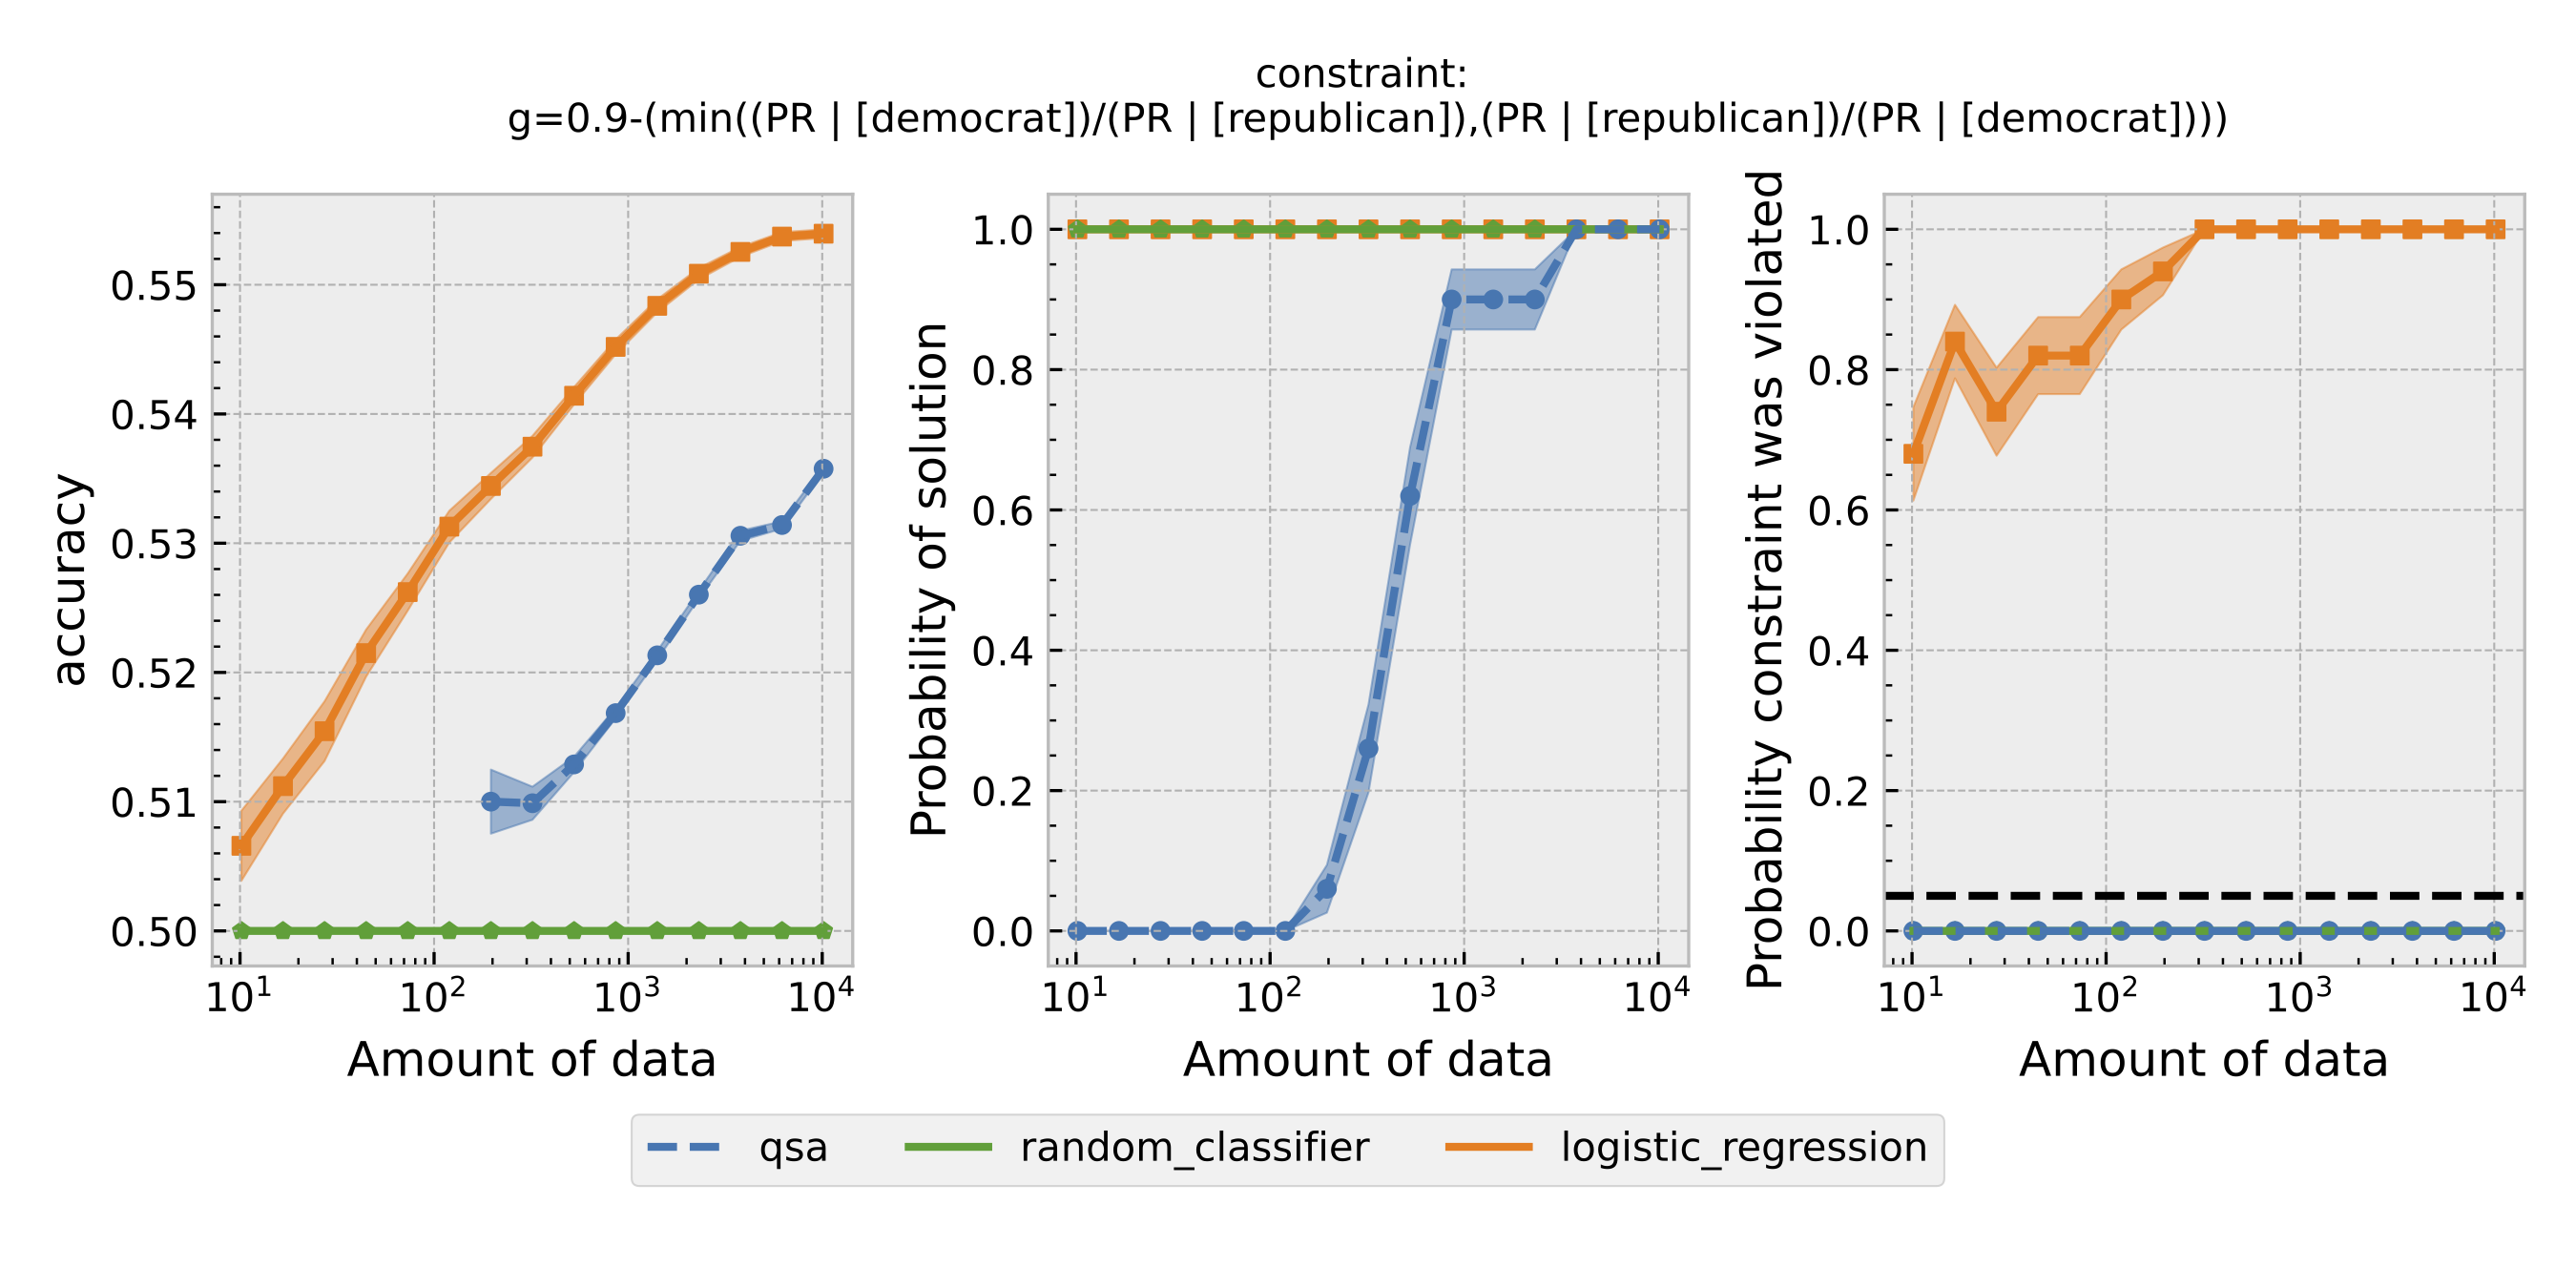 constraint:
g=0.9-(min((PR | [democrat])/(PR | [republican]),(PR | [republican])/(PR | [democrat])))
accuracy
0.55
0.54
0.53
0.52
0.51
0.50
10¹ 10² 10³ 10⁴
Amount of data
Probability of solution
1.0
0.8
0.6
0.4
0.2
0.0
10¹ 10² 10³ 10⁴
Amount of data
Probability constraint was violated
1.0
0.8
0.6
0.4
0.2
0.0
10¹ 10² 10³ 10⁴
Amount of data
qsa random_classifier logistic_regression